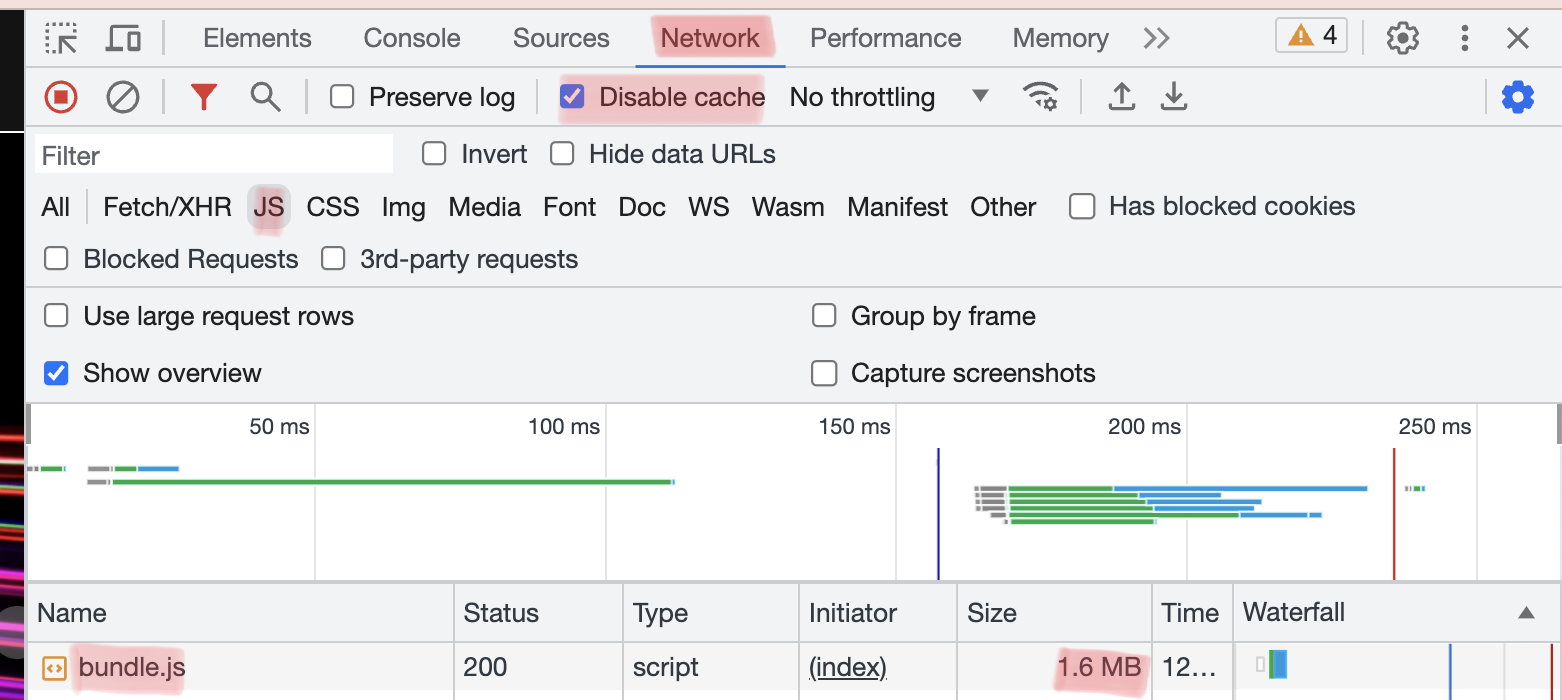 Elements Console Sources Network Performance Memory 4
Preserve log Disable cache No throttling
Filter Invert Hide data URLs
All Fetch/XHR JS CSS Img Media Font Doc WS Wasm Manifest Other Has blocked cookies
Blocked Requests 3rd-party requests
Use large request rows Group by frame
Show overview Capture screenshots
50 ms 100 ms 150 ms 200 ms 250 ms
Name Status Type Initiator Size Time Waterfall
bundle.js 200 script (index) 1.6 MB 12...